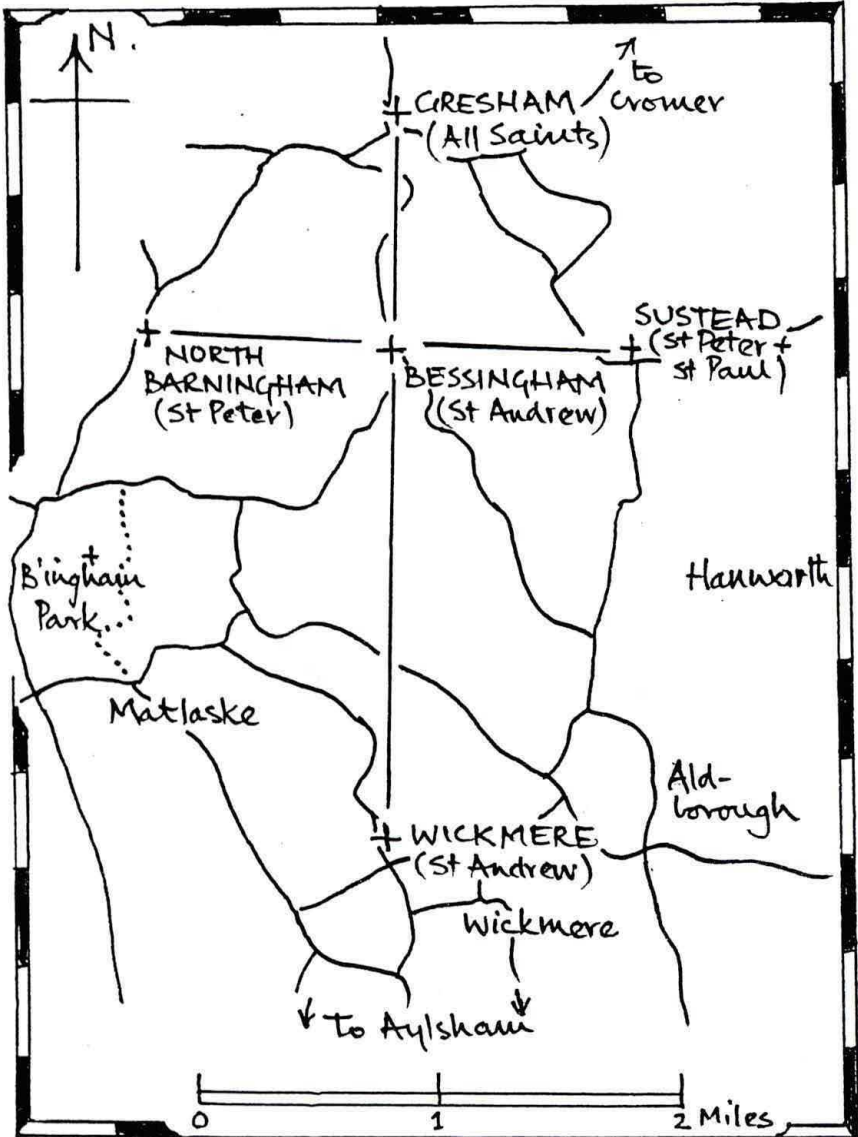 N.
to
GRESHAM
Cromer
(All Saints)
SUSTEAD
(St Peter +
St Paul)
NORTH
BARNINGHAM
(St Peter)
BESSINGHAM
(St Andrew)
B'ingham
Park
Hanworth
Matlaske
Ald-
borough
WICKMERE
(St Andrew)
Wickmere
To Aylsham
0 1 2 Miles